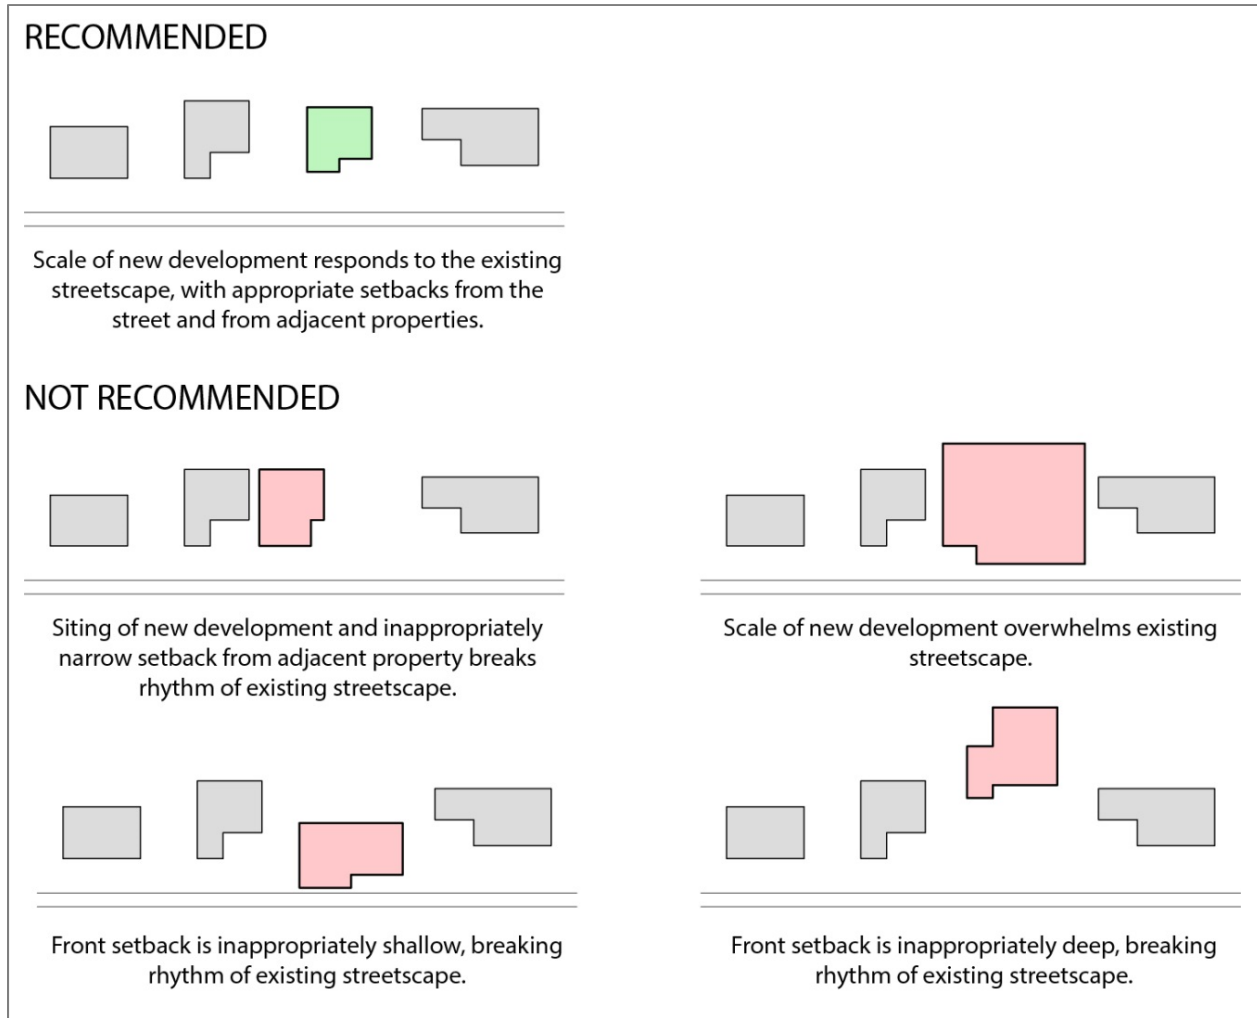 RECOMMENDED
Scale of new development responds to the existing
streetscape, with appropriate setbacks from the
street and from adjacent properties.
NOT RECOMMENDED
Siting of new development and inappropriately
narrow setback from adjacent property breaks
rhythm of existing streetscape.
Scale of new development overwhelms existing
streetscape.
Front setback is inappropriately shallow, breaking
rhythm of existing streetscape.
Front setback is inappropriately deep, breaking
rhythm of existing streetscape.